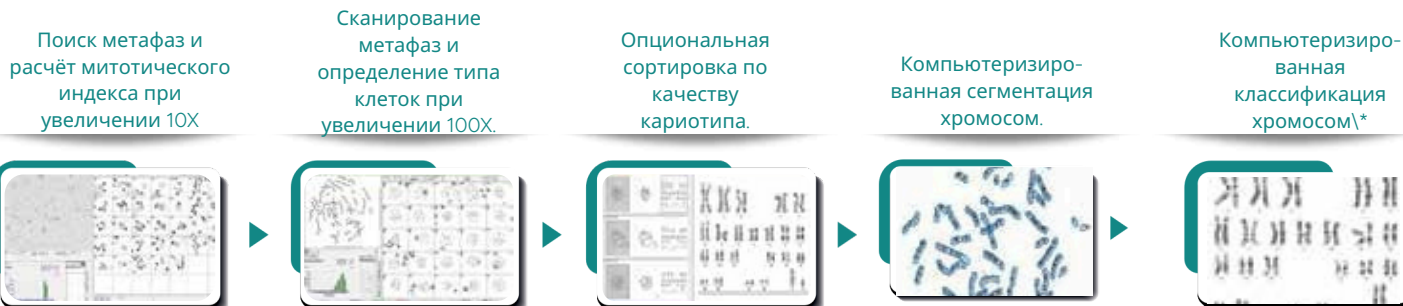 Поиск метафаз и
расчёт митотического
индекса при
увеличении 10X
Сканирование
метафаз и
определение типа
клеток при
увеличении 100X.
Опциональная
сортировка по
качеству
кариотипа.
Компьютеризиро-
ванная сегментация
хромосом.
Компьютеризиро-
ванная
классификация
хромосом\*